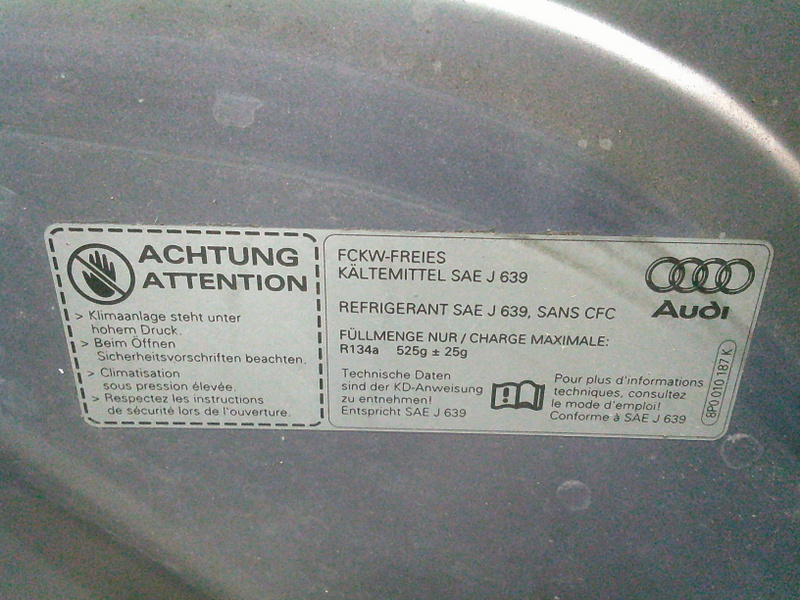 ACHTUNG
ATTENTION
> Klimaanlage steht unter
hohem Druck.
> Beim Öffnen
Sicherheitsvorschriften beachten.
> Climatisation
sous pression élevée.
> Respectez les instructions
de sécurité lors de l'ouverture.
FCKW-FREIES
KÄLTEMITTEL SAE J 639
REFRIGERANT SAE J 639, SANS CFC
FÜLLMENGE NUR / CHARGE MAXIMALE:
R134a 525g ± 25g
Technische Daten
sind der KD-Anweisung
zu entnehmen!
Entspricht SAE J 639
Pour plus d'informations
techniques, consultez
le mode d'emploi!
Conforme à SAE J 639
Audi
8P0 010 187 K